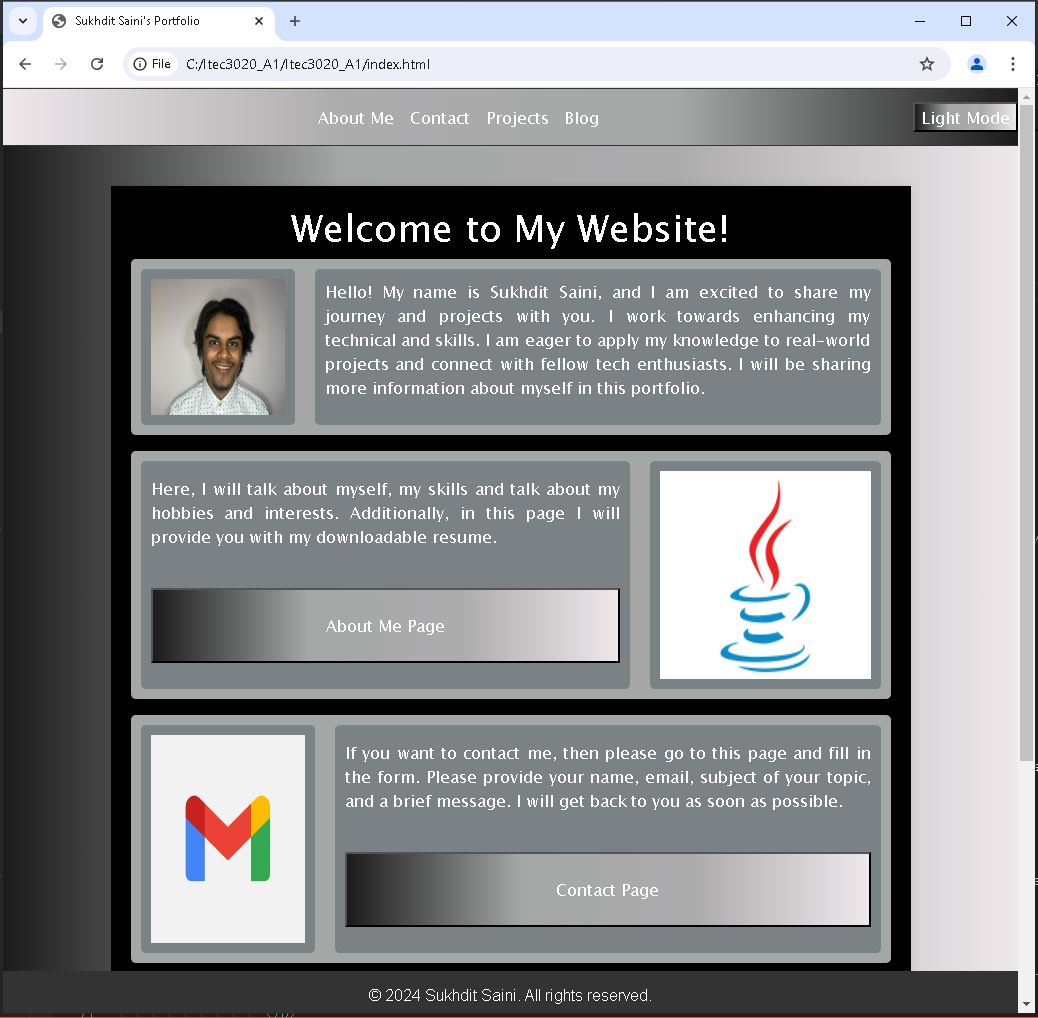 Sukhdit Saini's Portfolio
File C:/Itec3020_A1/Itec3020_A1/index.html
About Me Contact Projects Blog Light Mode
Welcome to My Website!
Hello! My name is Sukhdit Saini, and I am excited to share my
journey and projects with you. I work towards enhancing my
technical and skills. I am eager to apply my knowledge to real-world
projects and connect with fellow tech enthusiasts. I will be sharing
more information about myself in this portfolio.
Here, I will talk about myself, my skills and talk about my
hobbies and interests. Additionally, in this page I will
provide you with my downloadable resume.
About Me Page
If you want to contact me, then please go to this page and fill in
the form. Please provide your name, email, subject of your topic,
and a brief message. I will get back to you as soon as possible.
Contact Page
© 2024 Sukhdit Saini. All rights reserved.